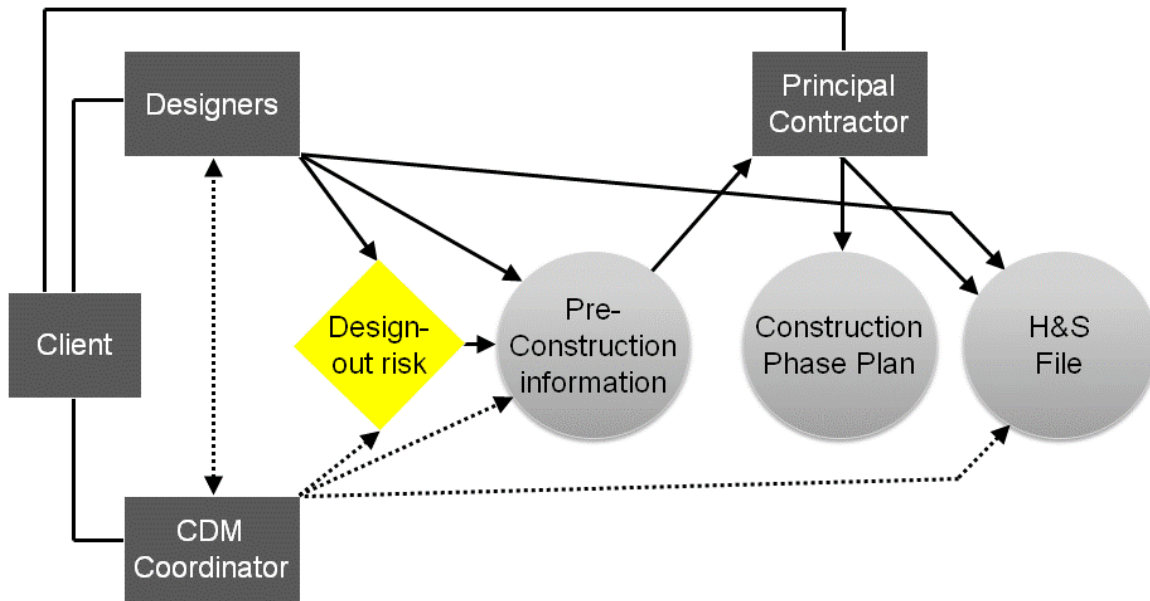 Designers
Principal
Contractor
Client
Design-
out risk
Pre-
Construction
information
Construction
Phase Plan
H&S
File
CDM
Coordinator